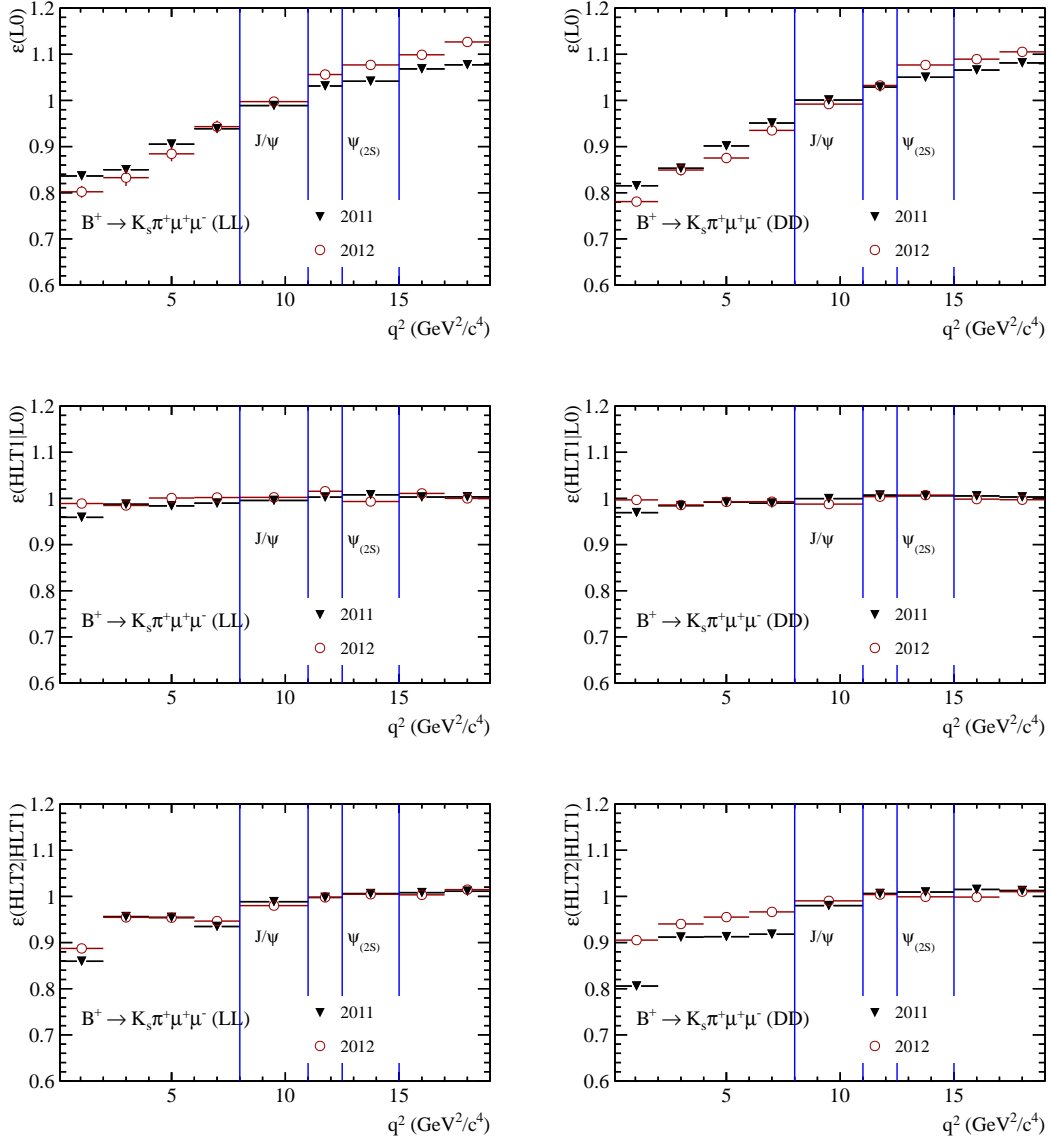 ε(L0)
1.2
1.1
1
0.9
0.8
0.7
0.6
J/ψ
ψ(2S)
B⁺ → Kₛπ⁺μ⁺μ⁻ (LL)
2011
2012
5 10 15
q² (GeV²/c⁴)
ε(L0)
1.2
1.1
1
0.9
0.8
0.7
0.6
J/ψ
ψ(2S)
B⁺ → Kₛπ⁺μ⁺μ⁻ (DD)
2011
2012
5 10 15
q² (GeV²/c⁴)
ε(HLT1|L0)
1.2
1.1
1
0.9
0.8
0.7
0.6
J/ψ
ψ(2S)
B⁺ → Kₛπ⁺μ⁺μ⁻ (LL)
2011
2012
5 10 15
q² (GeV²/c⁴)
ε(HLT1|L0)
1.2
1.1
1
0.9
0.8
0.7
0.6
J/ψ
ψ(2S)
B⁺ → Kₛπ⁺μ⁺μ⁻ (DD)
2011
2012
5 10 15
q² (GeV²/c⁴)
ε(HLT2|HLT1)
1.2
1.1
1
0.9
0.8
0.7
0.6
J/ψ
ψ(2S)
B⁺ → Kₛπ⁺μ⁺μ⁻ (LL)
2011
2012
5 10 15
q² (GeV²/c⁴)
ε(HLT2|HLT1)
1.2
1.1
1
0.9
0.8
0.7
0.6
J/ψ
ψ(2S)
B⁺ → Kₛπ⁺μ⁺μ⁻ (DD)
2011
2012
5 10 15
q² (GeV²/c⁴)